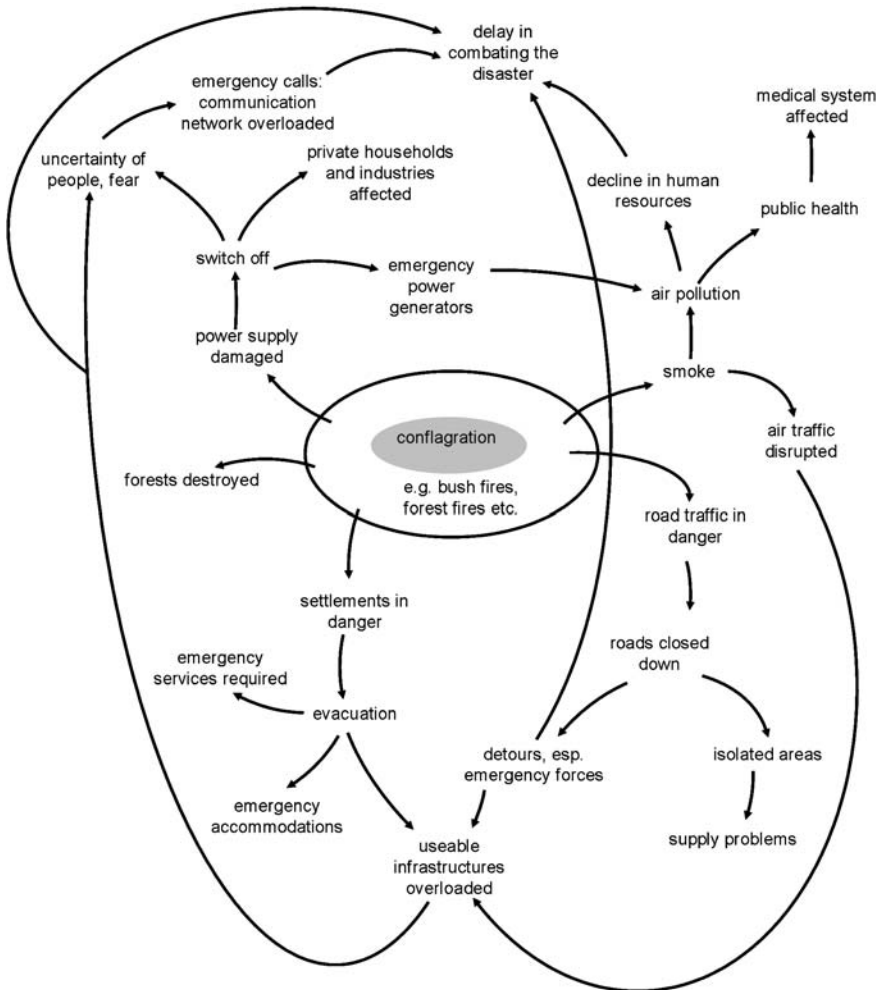 delay in
combating the
disaster
emergency calls:
communication
network overloaded
medical system
affected
uncertainty of
people, fear
private households
and industries
affected
decline in human
resources
public health
switch off
emergency
power
generators
air pollution
power supply
damaged
smoke
conflagration
air traffic
disrupted
forests destroyed
e.g. bush fires,
forest fires etc.
road traffic in
danger
settlements in
danger
roads closed
down
emergency
services required
evacuation
detours, esp.
emergency forces
isolated areas
emergency
accommodations
supply problems
useable
infrastructures
overloaded